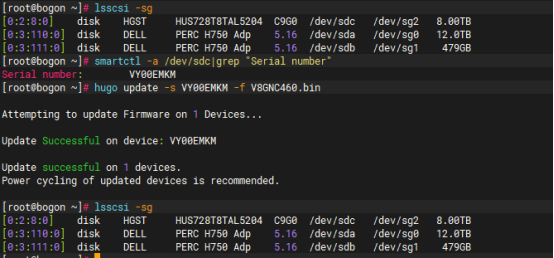 [root@bogon ~]# lsscsi -sg
[0:2:8:0] disk HGST HUS728T8TAL5204 C9G0 /dev/sdc /dev/sg2 8.00TB
[0:3:110:0] disk DELL PERC H750 Adp 5.16 /dev/sda /dev/sg0 12.0TB
[0:3:111:0] disk DELL PERC H750 Adp 5.16 /dev/sdb /dev/sg1 479GB
[root@bogon ~]# smartctl -a /dev/sdc|grep "Serial number"
Serial number: VY00EMKM
[root@bogon ~]# hugo update -s VY00EMKM -f V8GNC460.bin
Attempting to update Firmware on 1 Devices...
Update Successful on device: VY00EMKM
Update successful on 1 devices.
Power cycling of updated devices is recommended.
[root@bogon ~]# lsscsi -sg
[0:2:8:0] disk HGST HUS728T8TAL5204 C9G0 /dev/sdc /dev/sg2 8.00TB
[0:3:110:0] disk DELL PERC H750 Adp 5.16 /dev/sda /dev/sg0 12.0TB
[0:3:111:0] disk DELL PERC H750 Adp 5.16 /dev/sdb /dev/sg1 479GB
[root@bogon ~]#